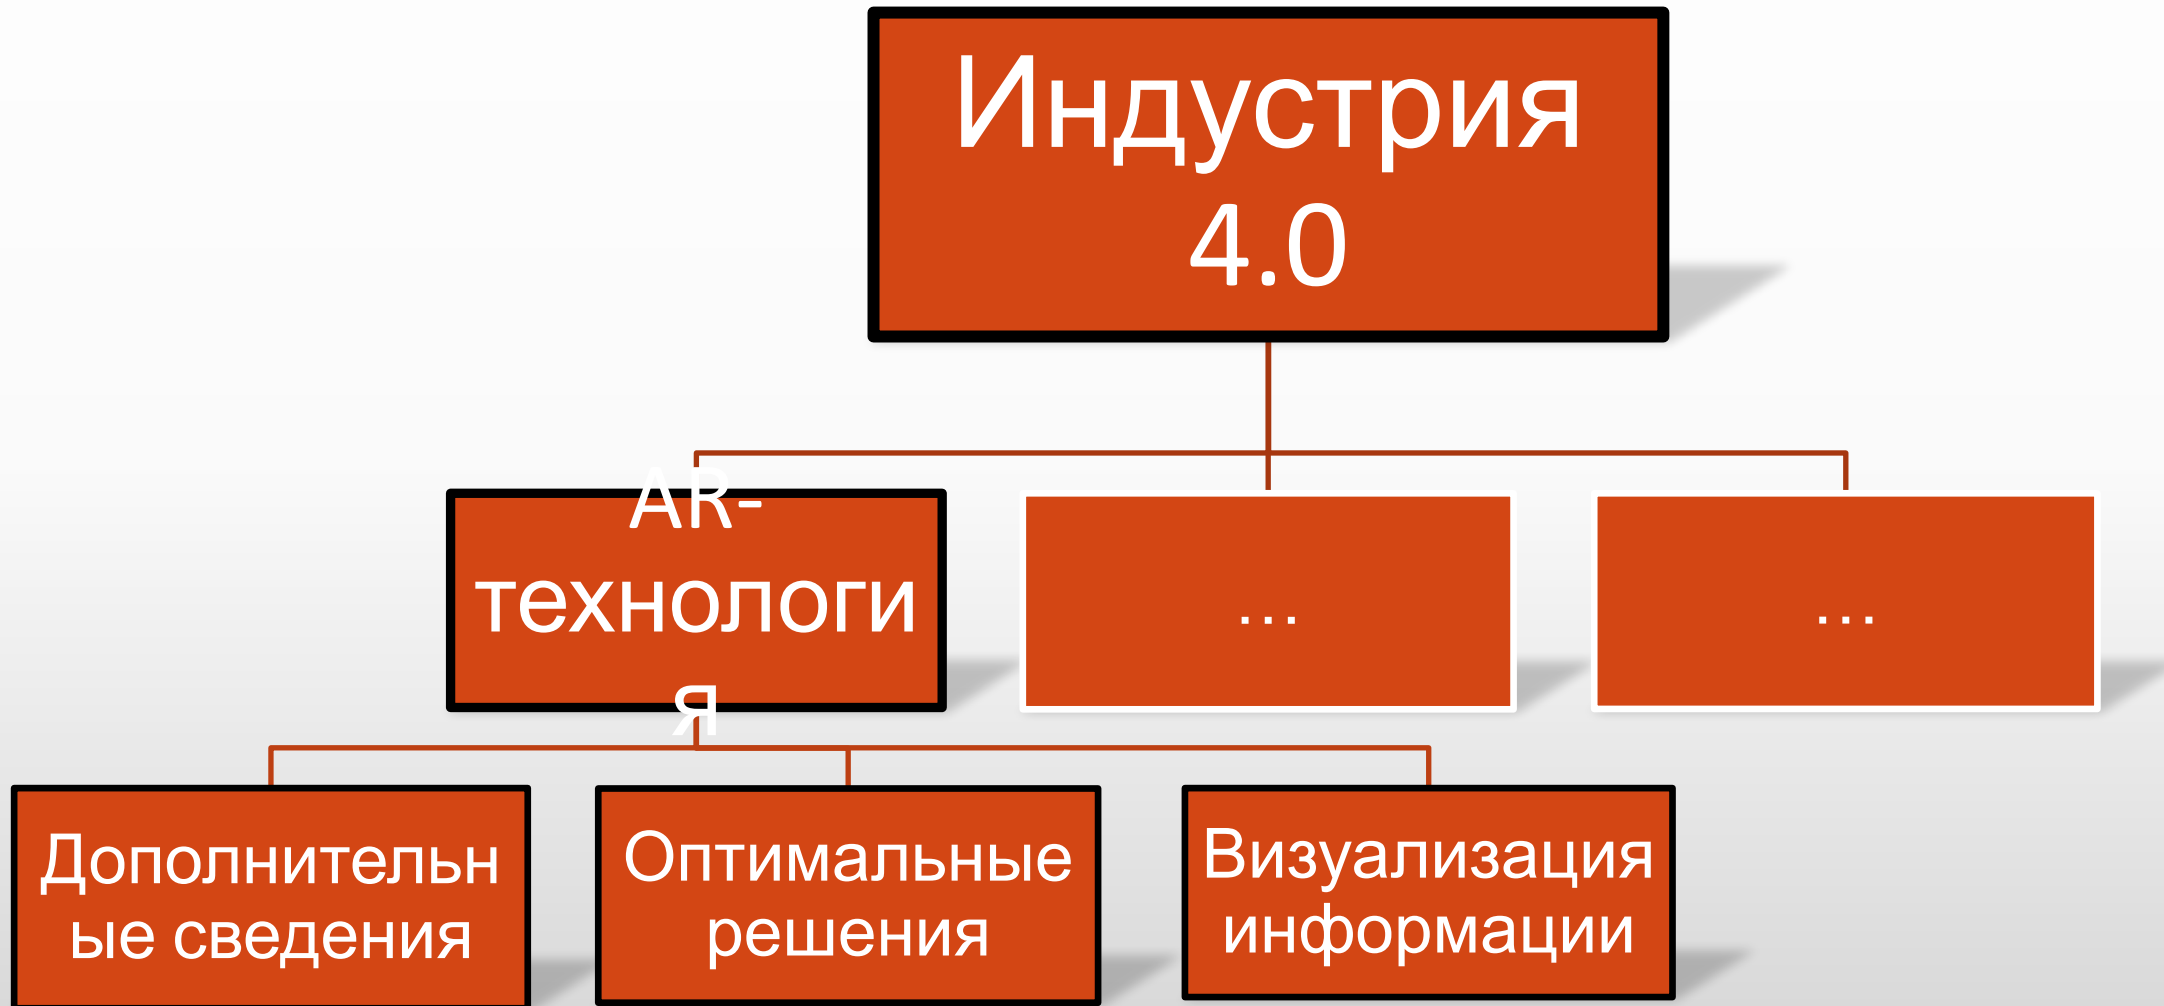 Индустрия
4.0
AR-
технологи
я
...
...
Дополнительн
ые сведения
Оптимальные
решения
Визуализация
информации